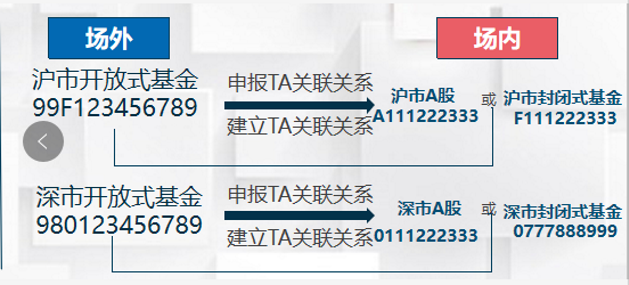 场外
场内
沪市开放式基金
99F123456789
申报TA关联关系
建立TA关联关系
沪市A股
A111222333
或
沪市封闭式基金
F111222333
深市开放式基金
980123456789
申报TA关联关系
建立TA关联关系
深市A股
0111222333
或
深市封闭式基金
0777888999